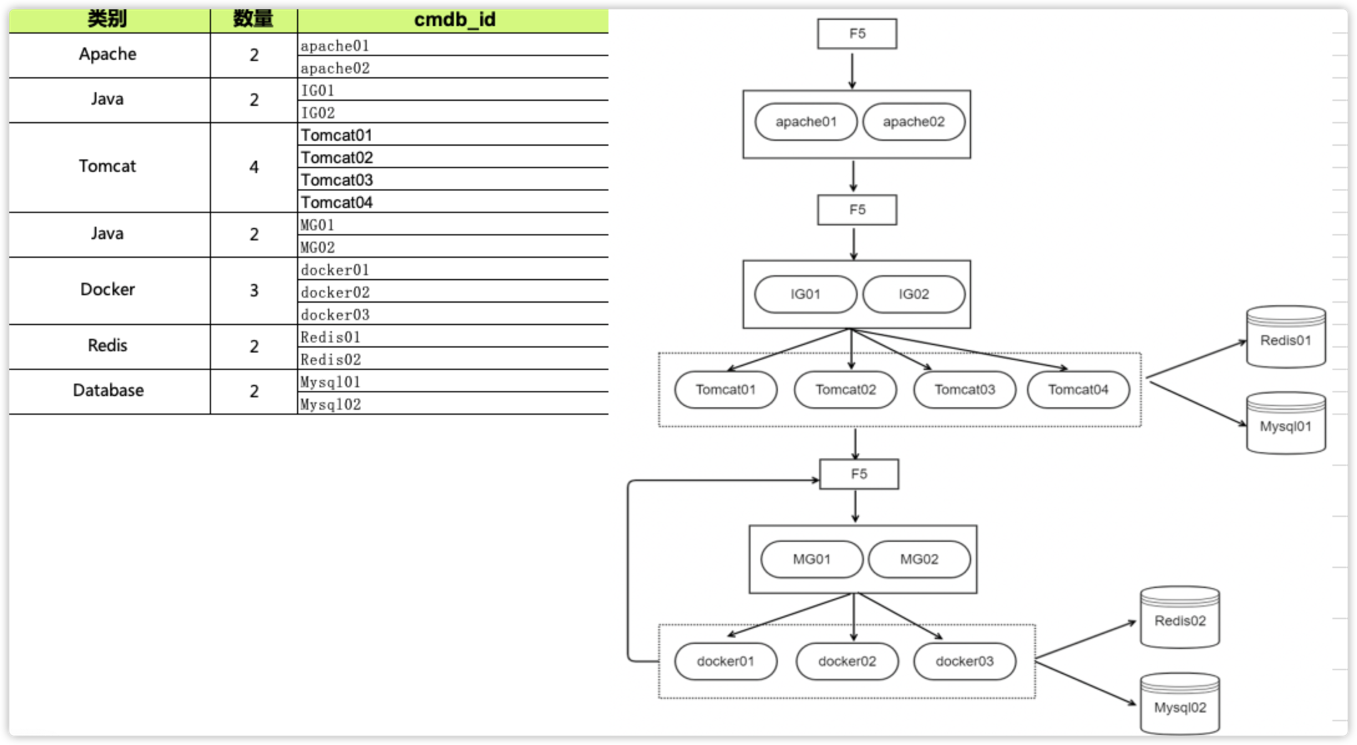 类别 数量 cmdb_id
Apache 2 apache01
apache02
Java 2 IG01
IG02
Tomcat 4 Tomcat01
Tomcat02
Tomcat03
Tomcat04
Java 2 MG01
MG02
Docker 3 docker01
docker02
docker03
Redis 2 Redis01
Redis02
Database 2 Mysql01
Mysql02
F5
apache01 apache02
F5
IG01 IG02
Redis01
Tomcat01 Tomcat02 Tomcat03 Tomcat04
Mysql01
F5
MG01 MG02
Redis02
docker01 docker02 docker03
Mysql02